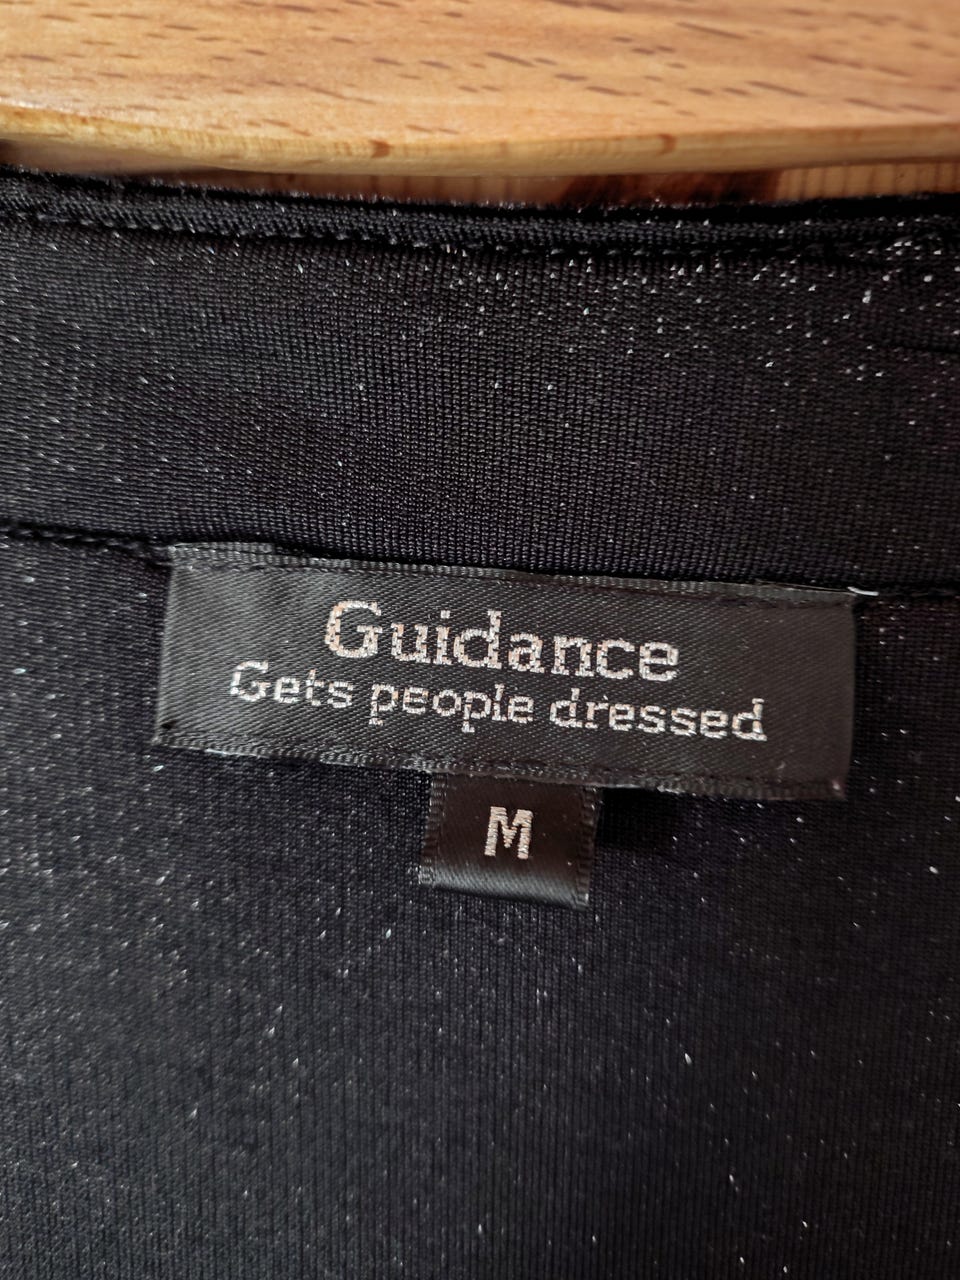 Guidance
Gets people dressed
M